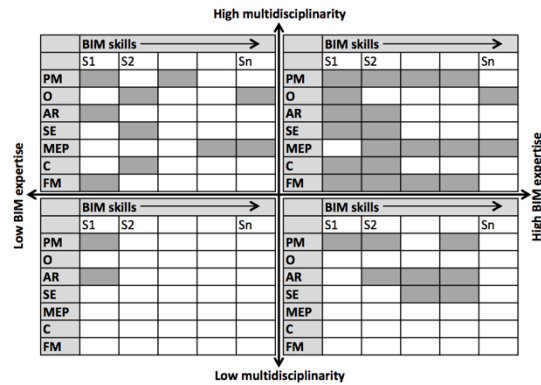 High multidisciplinarity
BIM skills
S1 S2 Sn
PM
O
AR
SE
MEP
C
FM
BIM skills
S1 S2 Sn
PM
O
AR
SE
MEP
C
FM
Low BIM expertise
High BIM expertise
BIM skills
S1 S2 Sn
PM
O
AR
SE
MEP
C
FM
BIM skills
S1 S2 Sn
PM
O
AR
SE
MEP
C
FM
Low multidisciplinarity